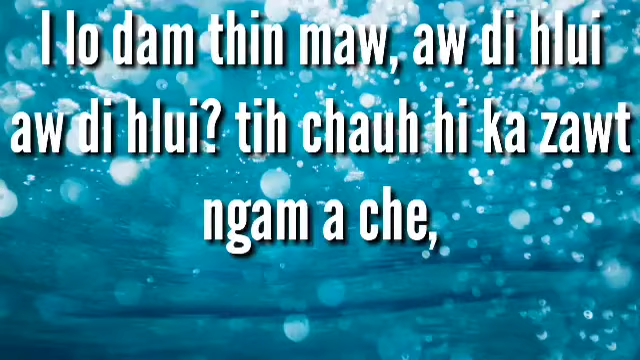 I lo dam thin maw, aw di hlui
aw di hlui? tih chauh hi ka zawt
ngam a che,